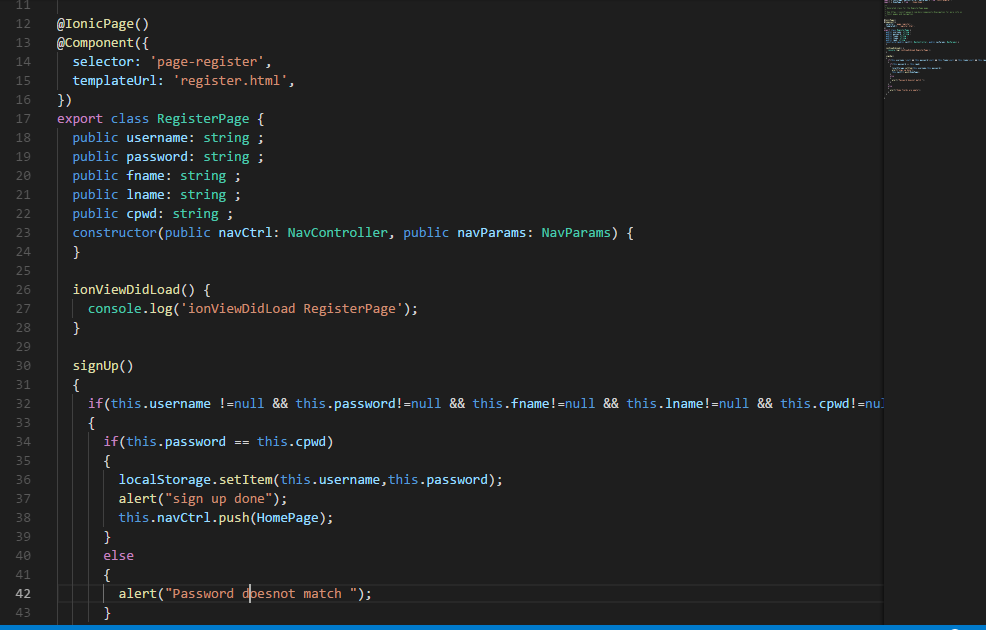 11
12 @IonicPage()
13 @Component({
14 selector: 'page-register',
15 templateUrl: 'register.html',
16 })
17 export class RegisterPage {
18 public username: string ;
19 public password: string ;
20 public fname: string ;
21 public lname: string ;
22 public cpwd: string ;
23 constructor(public navCtrl: NavController, public navParams: NavParams) {
24 }
25
26 ionViewDidLoad() {
27 console.log('ionViewDidLoad RegisterPage');
28 }
29
30 signUp()
31 {
32 if(this.username !=null && this.password!=null && this.fname!=null && this.lname!=null && this.cpwd!=nul
33 {
34 if(this.password == this.cpwd)
35 {
36 localStorage.setItem(this.username,this.password);
37 alert("sign up done");
38 this.navCtrl.push(HomePage);
39 }
40 else
41 {
42 alert("Password doesnot match ");
43 }